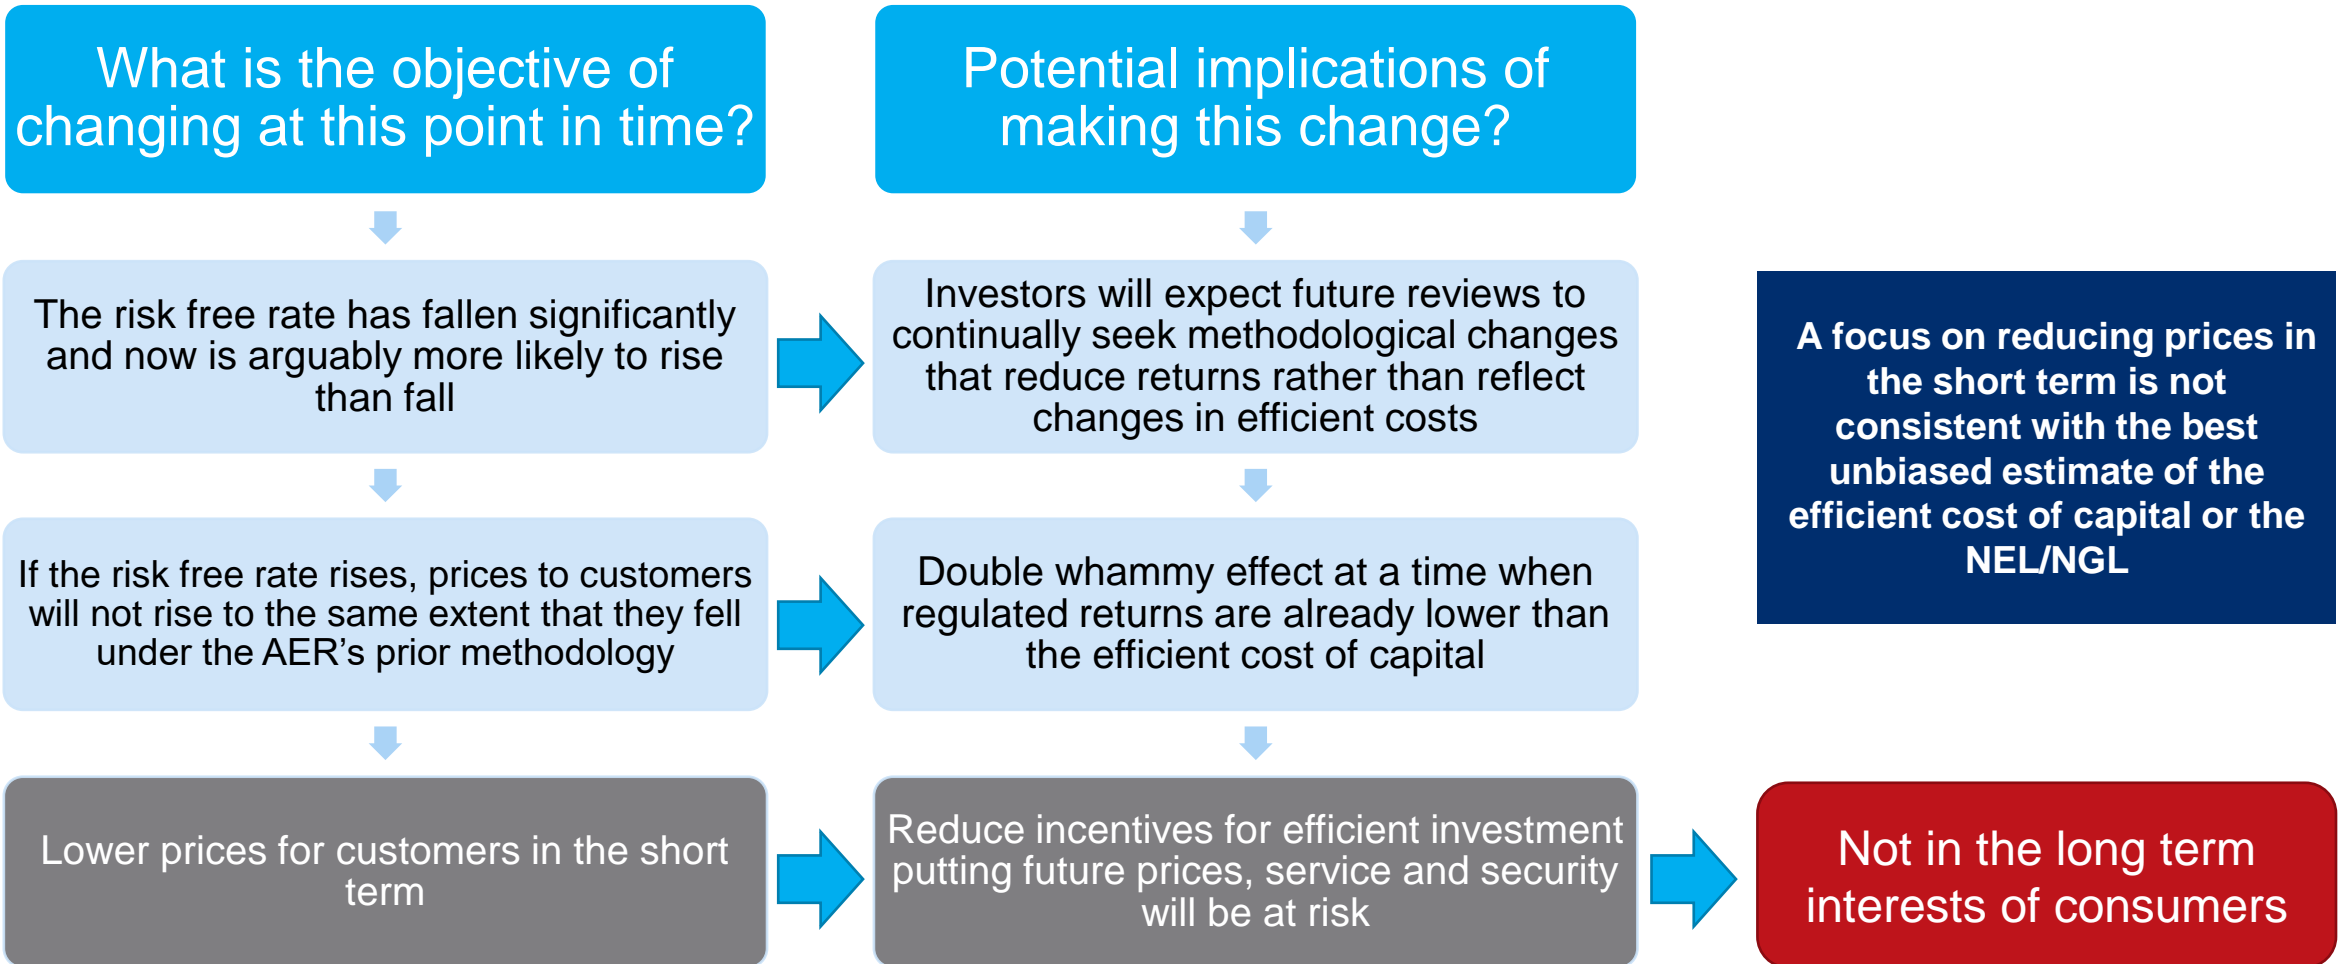 What is the objective of
changing at this point in time?
Potential implications of
making this change?
The risk free rate has fallen significantly
and now is arguably more likely to rise
than fall
Investors will expect future reviews to
continually seek methodological changes
that reduce returns rather than reflect
changes in efficient costs
A focus on reducing prices in
the short term is not
consistent with the best
unbiased estimate of the
efficient cost of capital or the
NEL/NGL
If the risk free rate rises, prices to customers
will not rise to the same extent that they fell
under the AER’s prior methodology
Double whammy effect at a time when
regulated returns are already lower than
the efficient cost of capital
Lower prices for customers in the short
term
Reduce incentives for efficient investment
putting future prices, service and security
will be at risk
Not in the long term
interests of consumers